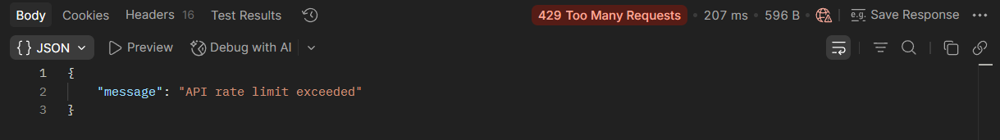 Body Cookies Headers 16 Test Results 429 Too Many Requests • 207 ms • 596 B • e.g. Save Response
{} JSON Preview Debug with AI
1 {
2 "message": "API rate limit exceeded"
3 }